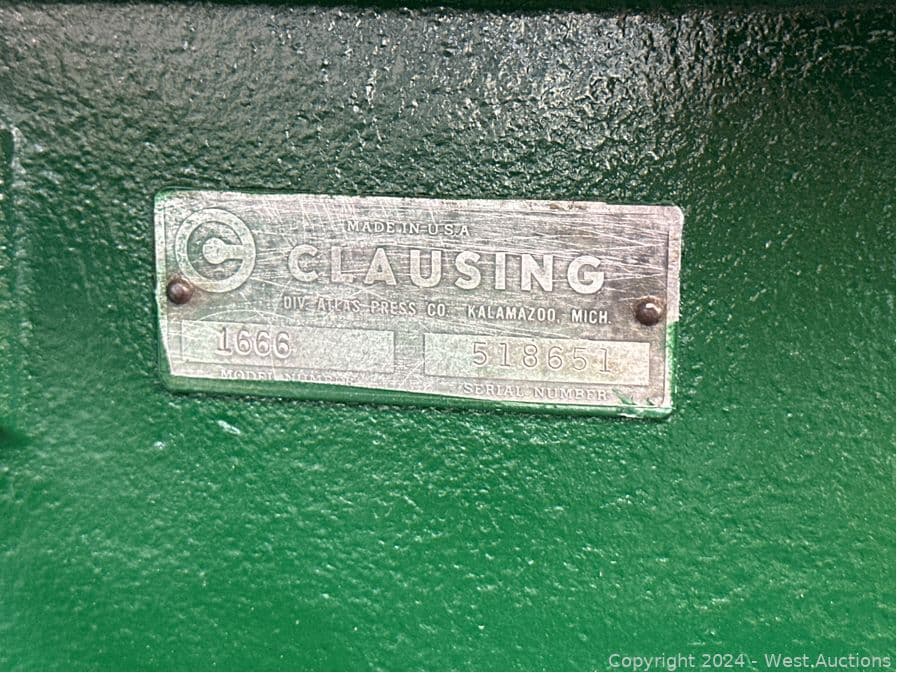 MADE IN U.S.A
CLAUSING
DIV. ATLAS PRESS CO. KALAMAZOO, MICH.
1666 518651
MODEL NUMBER SERIAL NUMBER
Copyright 2024 - West Auctions